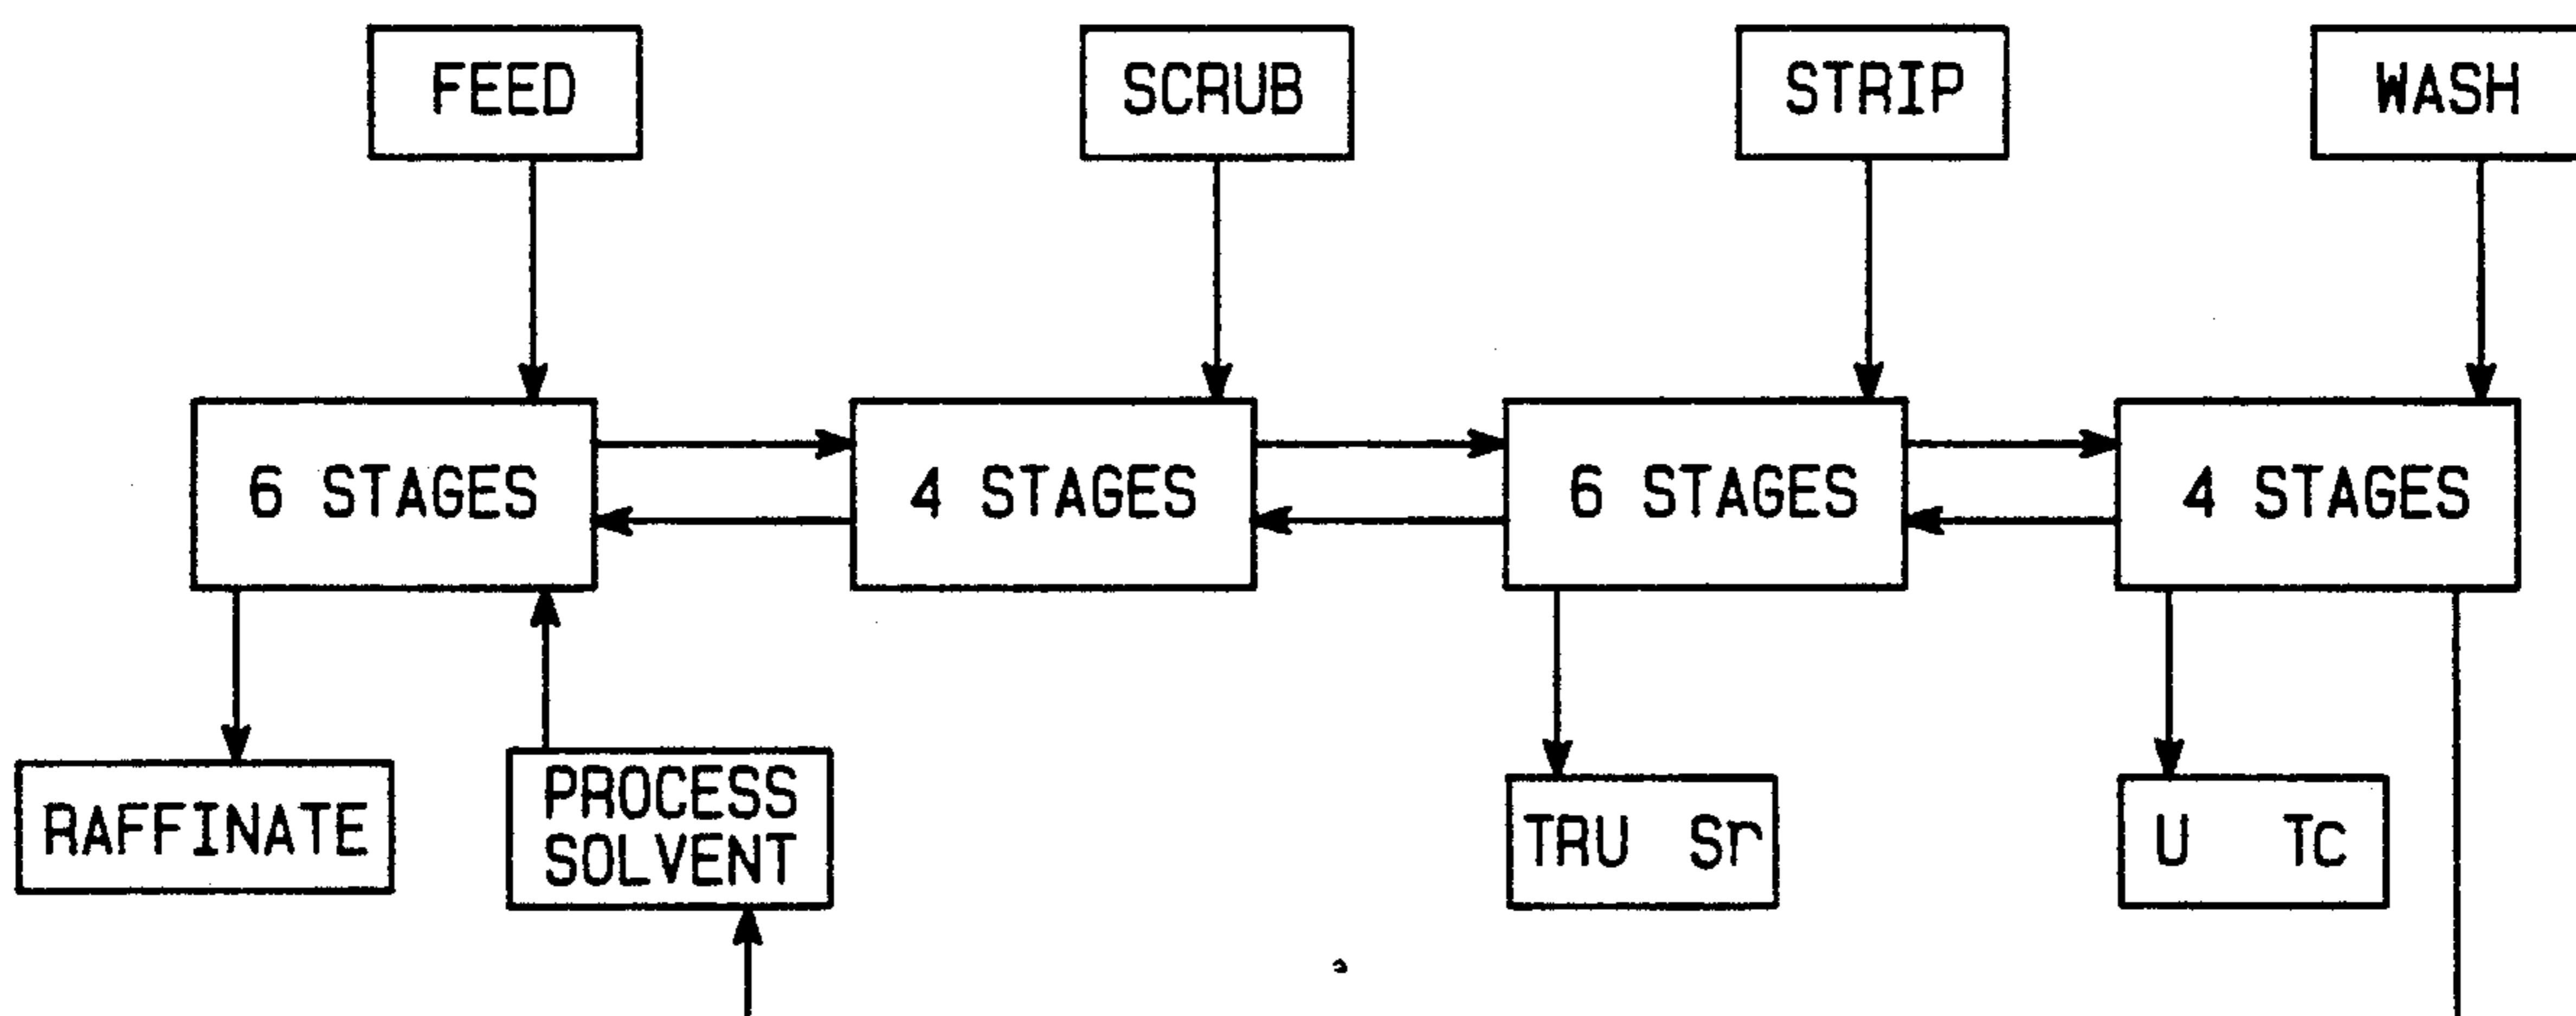 FEED
SCRUB
STRIP
WASH
6 STAGES
4 STAGES
6 STAGES
4 STAGES
RAFFINATE
PROCESS
SOLVENT
TRU Sr
U Tc